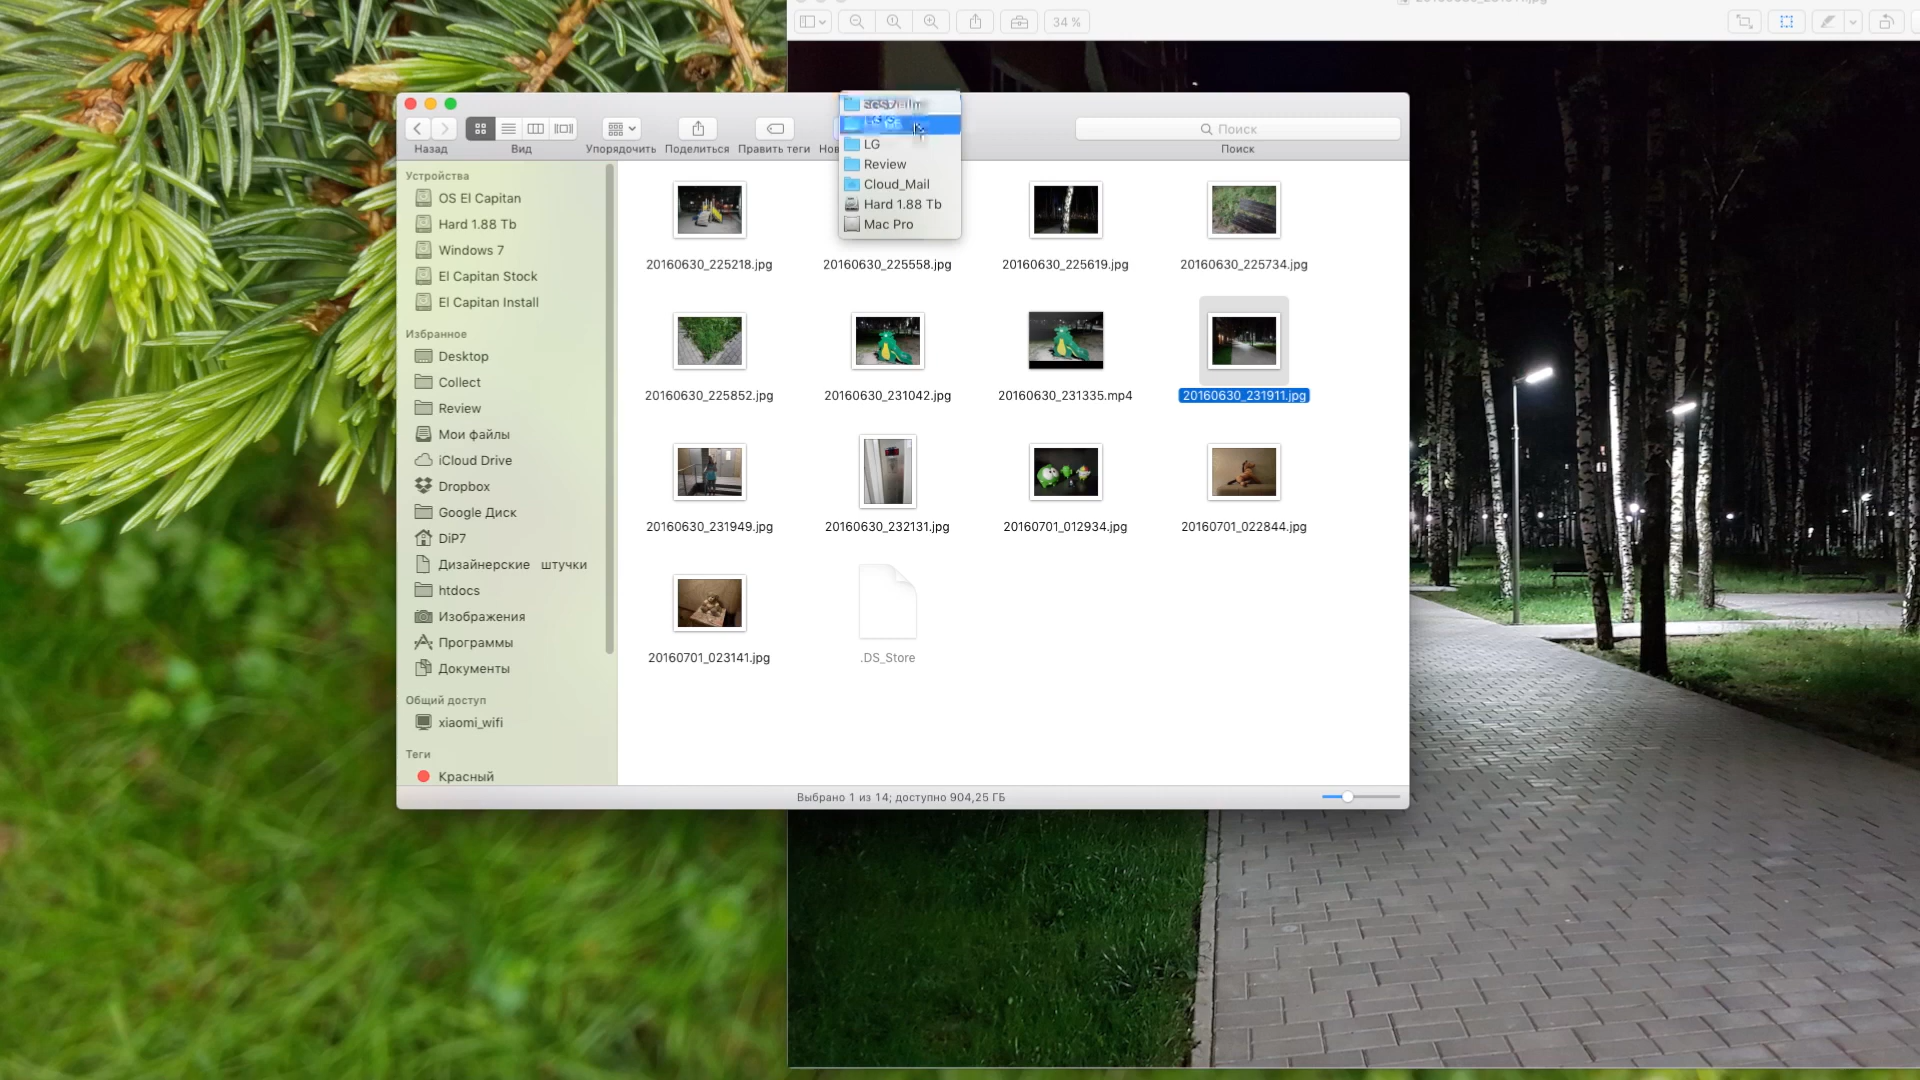 34 %
Назад
Вид
Упорядочить
Поделиться
Править теги
Нов
Поиск
Поиск
LG
Review
Cloud_Mail
Hard 1.88 Tb
Mac Pro
Устройства
OS El Capitan
Hard 1.88 Tb
Windows 7
El Capitan Stock
El Capitan Install
Избранное
Desktop
Collect
Review
Мои файлы
iCloud Drive
Dropbox
Google Диск
DiP7
Дизайнерские штучки
htdocs
Изображения
Программы
Документы
Общий доступ
xiaomi_wifi
Теги
Красный
20160630_225218.jpg
20160630_225558.jpg
20160630_225619.jpg
20160630_225734.jpg
20160630_225852.jpg
20160630_231042.jpg
20160630_231335.mp4
20160630_231911.jpg
20160630_231949.jpg
20160630_232131.jpg
20160701_012934.jpg
20160701_022844.jpg
20160701_023141.jpg
.DS_Store
Выбрано 1 из 14; доступно 904,25 ГБ